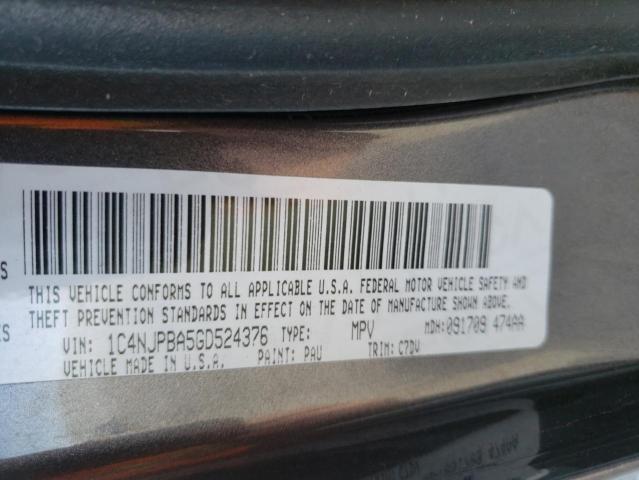 THIS VEHICLE CONFORMS TO ALL APPLICABLE U.S.A. FEDERAL MOTOR VEHICLE SAFETY AND
THEFT PREVENTION STANDARDS IN EFFECT ON THE DATE OF MANUFACTURE SHOWN ABOVE.
VIN: 1C4NJPBA5GD524376 TYPE: MPV MDH: 091709 474AA
VEHICLE MADE IN U.S.A. PAINT: PAU TRIM: C7DV